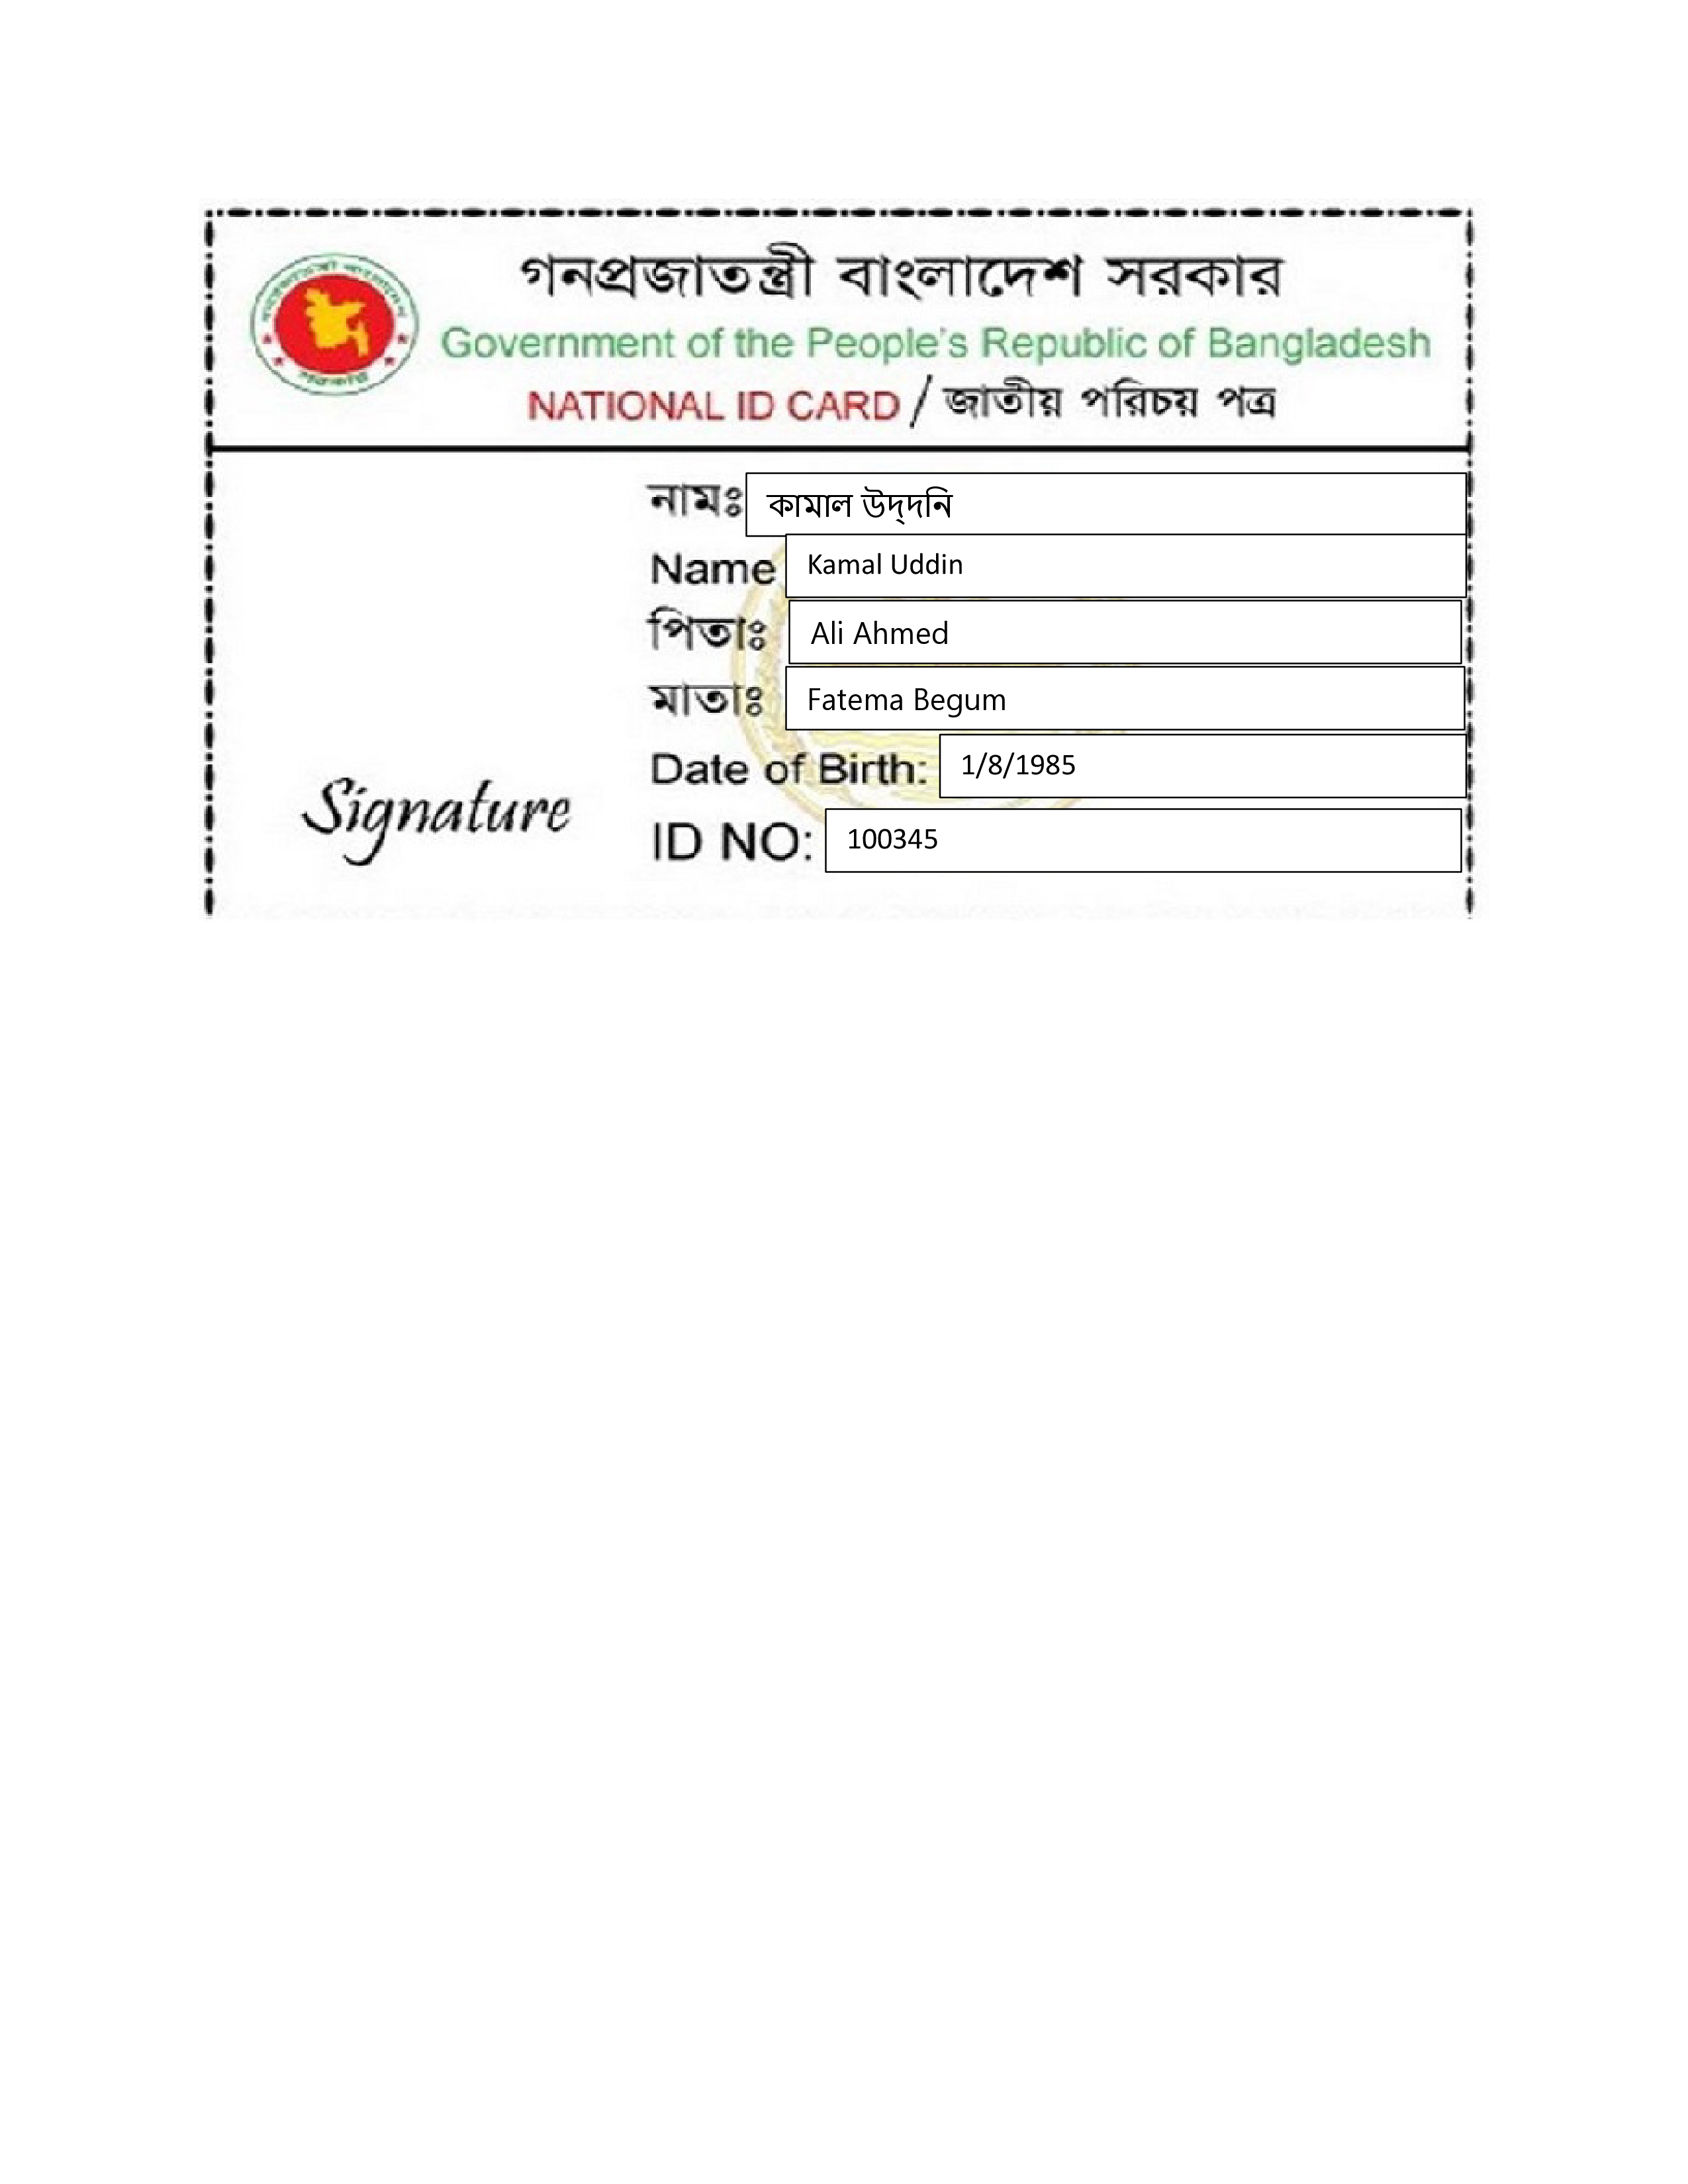 গনপ্রজাতন্ত্রী বাংলাদেশ সরকার
Government of the People's Republic of Bangladesh
NATIONAL ID CARD / জাতীয় পরিচয় পত্র
নামঃ কামাল উদ্‌দনি
Name Kamal Uddin
পিতাঃ Ali Ahmed
মাতাঃ Fatema Begum
Date of Birth: 1/8/1985
Signature
ID NO: 100345